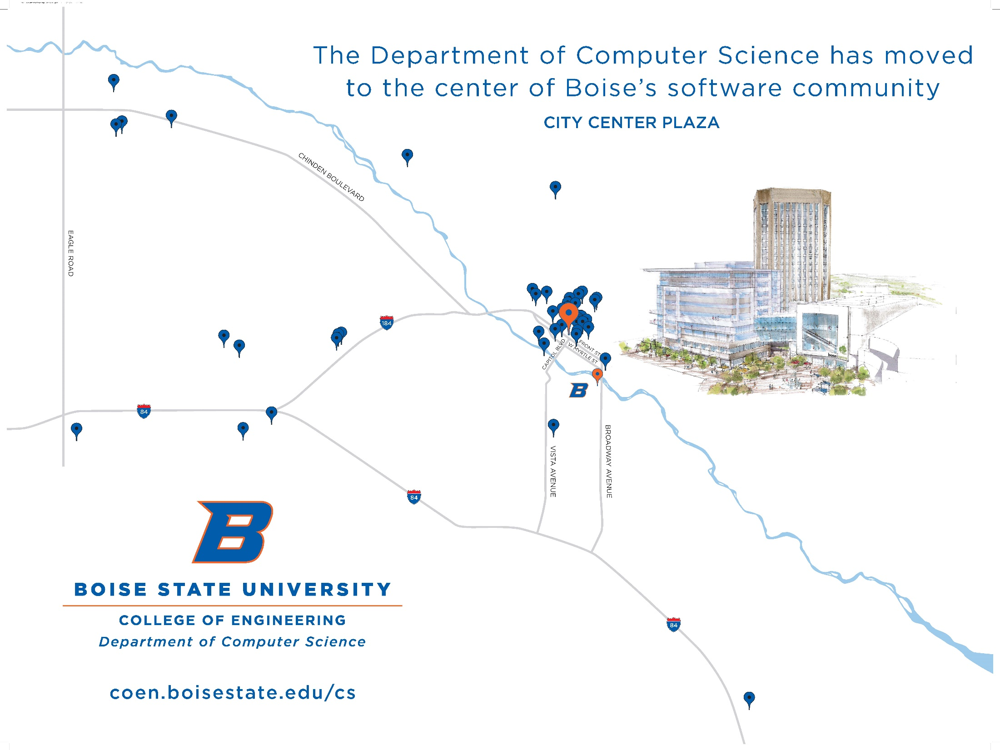 The Department of Computer Science has moved
to the center of Boise's software community
CITY CENTER PLAZA
CHINDEN BOULEVARD
EAGLE ROAD
184
FRONT ST
W MYRTLE ST
CAPITOL BLVD
boise centre
B
84
VISTA AVENUE
BROADWAY AVENUE
84
84
B
BOISE STATE UNIVERSITY
COLLEGE OF ENGINEERING
Department of Computer Science
coen.boisestate.edu/cs